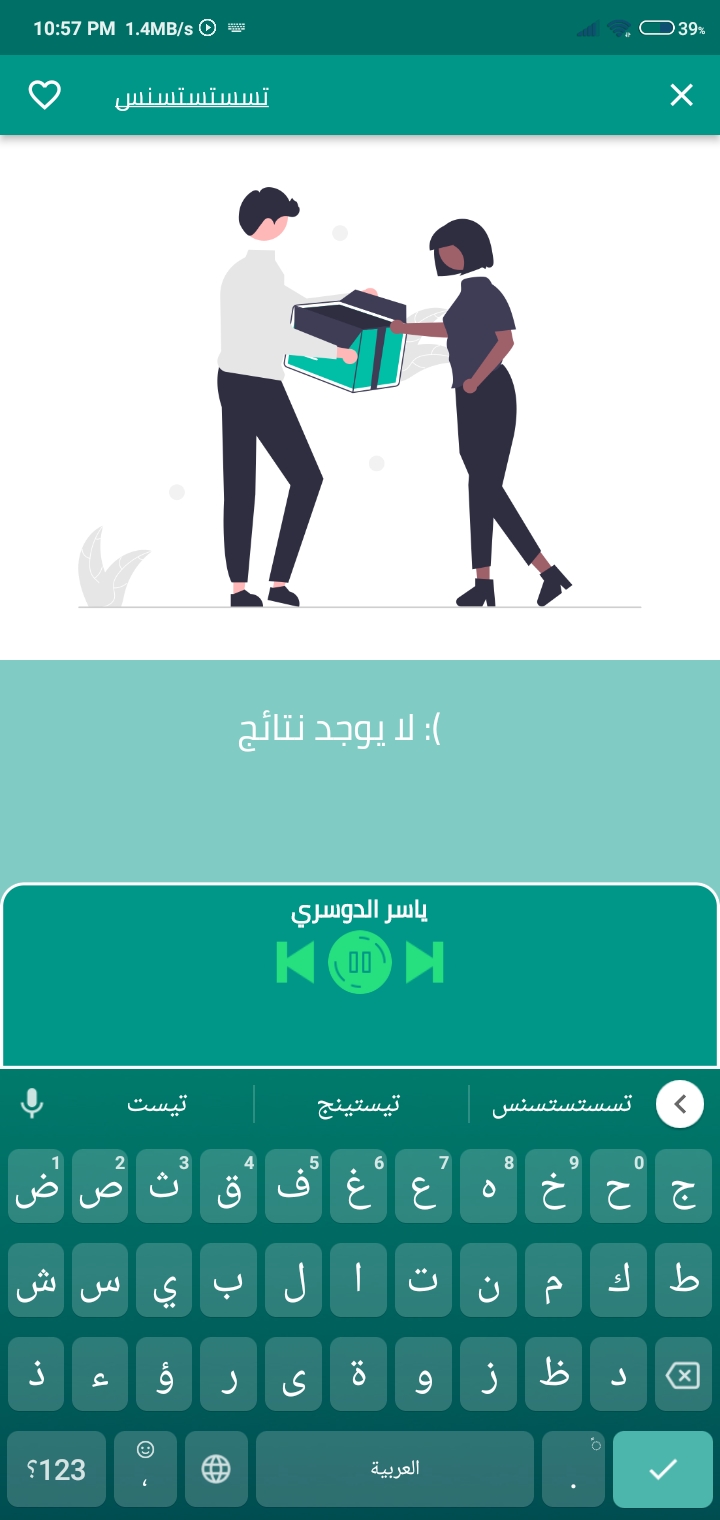 10:57 PM 1.4MB/s 39%
تسستستسنس
لا يوجد نتائج :(
ياسر الدوسري
تسستستسنس تيستينج تيست
1 2 3 4 5 6 7 8 9 0
ض ص ث ق ف غ ع ه خ ح ج
ش س ي ب ل ا ت ن م ك ط
ذ ء ؤ ر ى ة و ز ظ د
123؟ ، العربية .